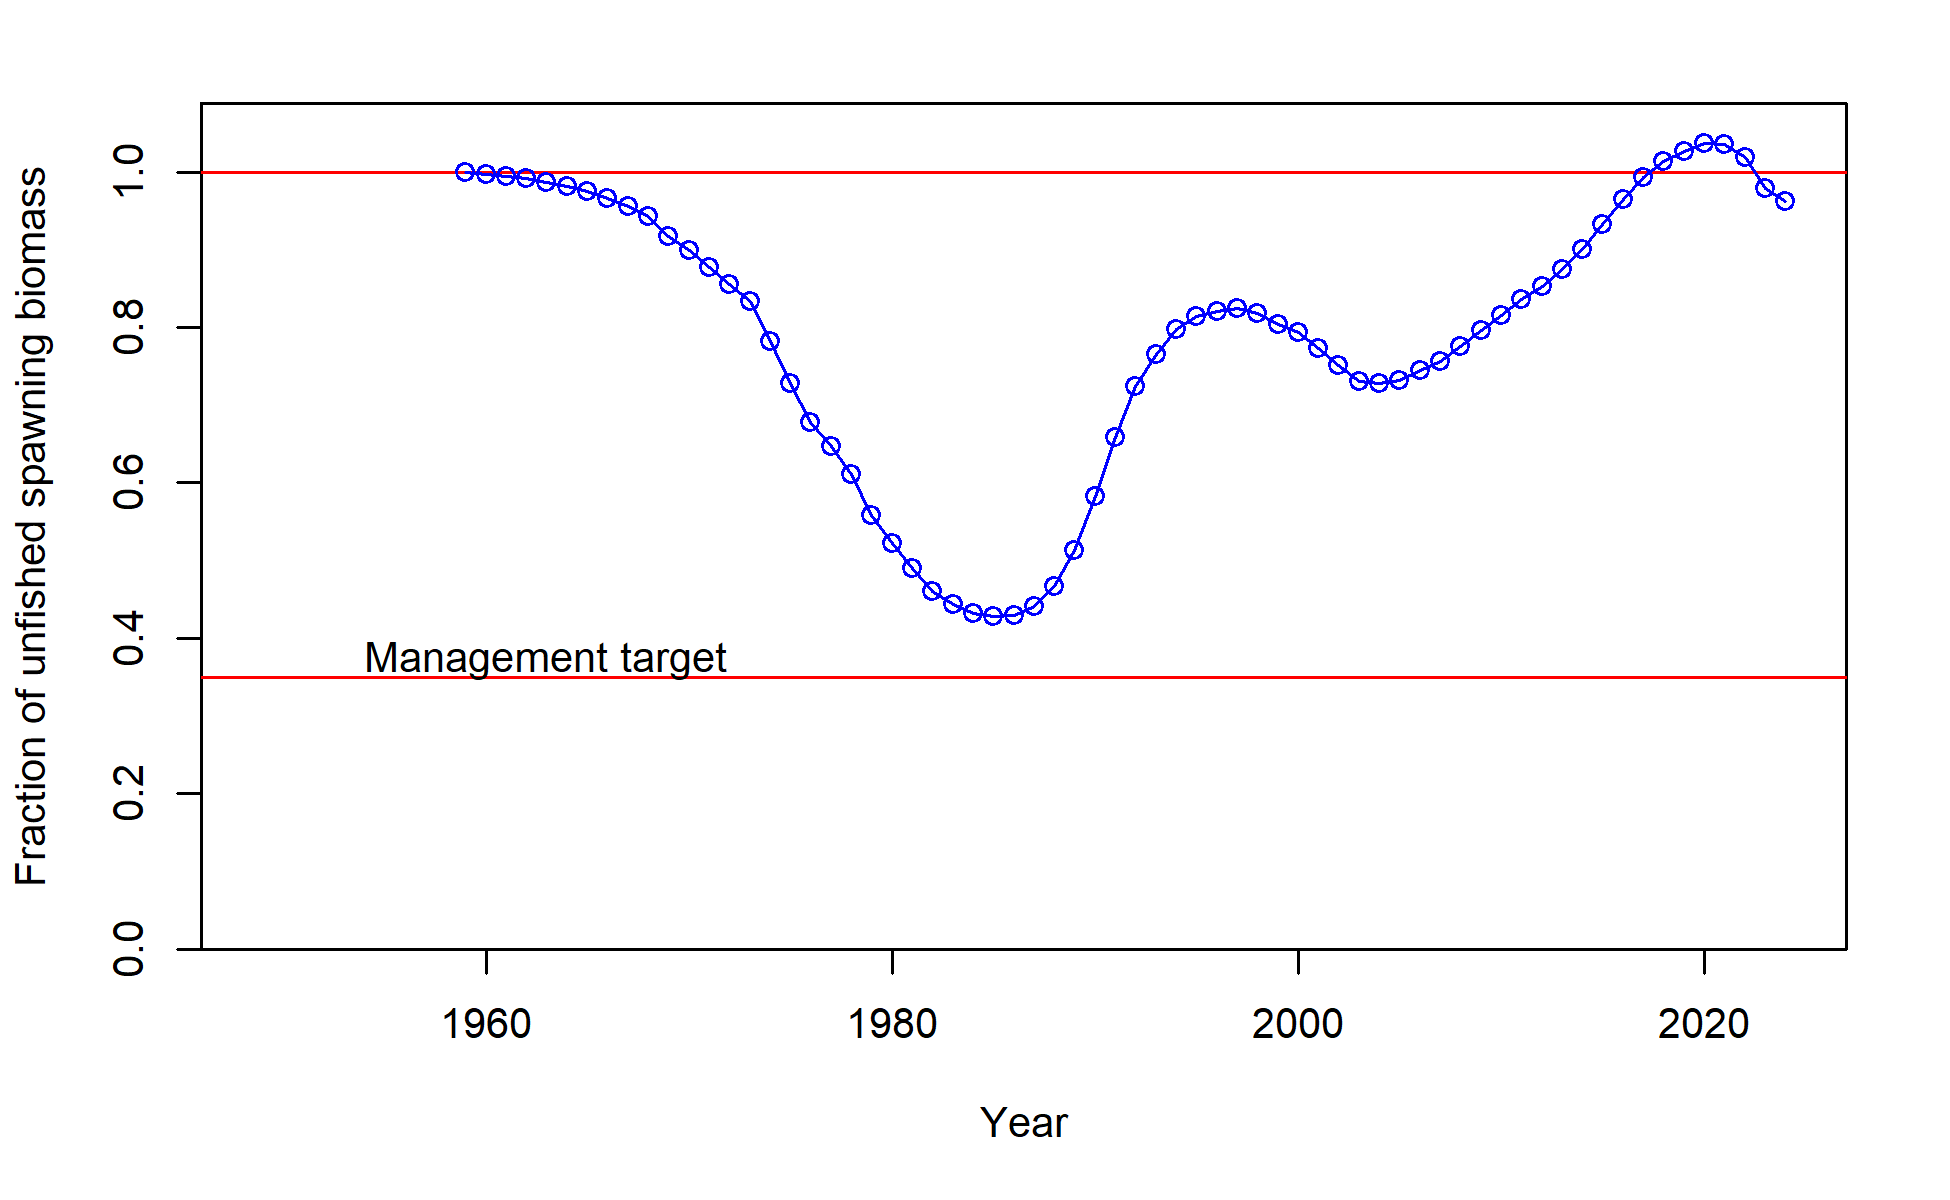 Fraction of unfished spawning biomass
1.0
0.8
0.6
0.4
0.2
0.0
Management target
1960 1980 2000 2020
Year